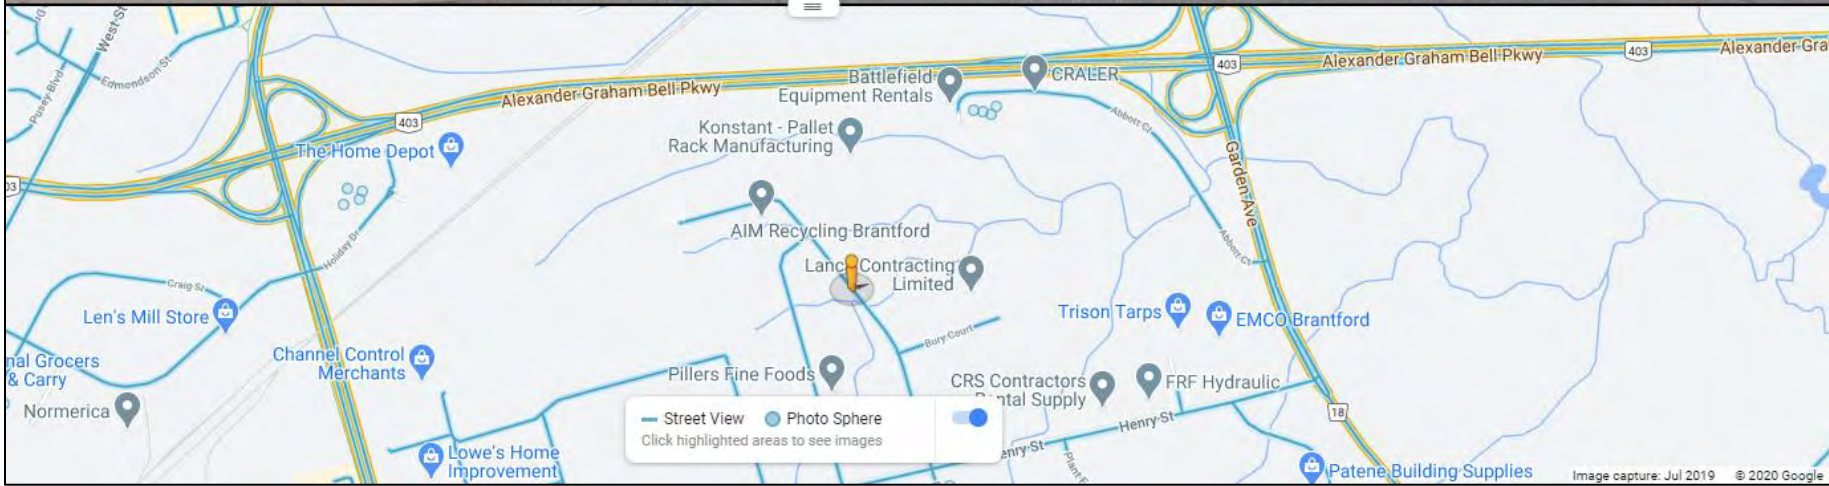 West St
Edmondson St
Pusey Blvd
Alexander Graham Bell Pkwy
403
The Home Depot
03
Battlefield
Equipment Rentals
CRALER
403
Alexander Graham Bell Pkwy
403
Alexander Gra
Konstant - Pallet
Rack Manufacturing
Abbott Ct
Garden Ave
AIM Recycling Brantford
Abbott Ct
Holiday Dr
Craig St
Len's Mill Store
Contracting
Limited
Trison Tarps
EMCO Brantford
Bury Court
nal Grocers
& Carry
Channel Control
Merchants
Normerica
Pillers Fine Foods
CRS Contractors
ntal Supply
FRF Hydraulic
Henry St
18
Street View
Photo Sphere
Click highlighted areas to see images
enry St
Lowe's Home
Improvement
Patene Building Supplies
Image capture: Jul 2019 © 2020 Google